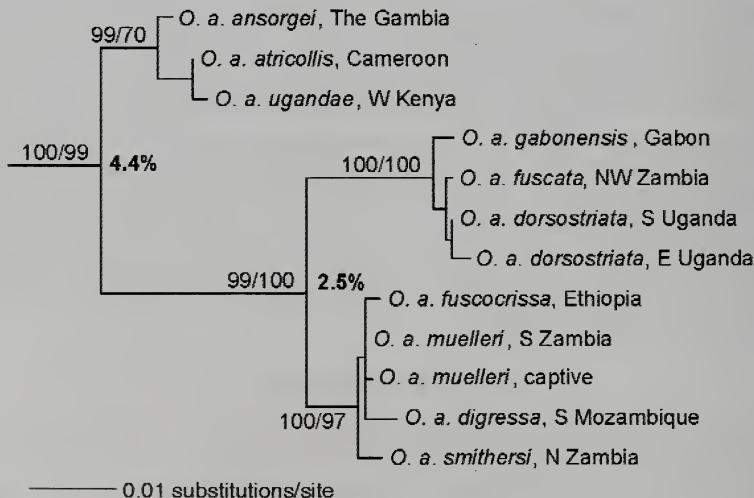 99/70
O. a. ansorgei, The Gambia
O. a. atricollis, Cameroon
O. a. ugandae, W Kenya
100/99
4.4%
O. a. gabonensis , Gabon
100/100
O. a. fuscata, NW Zambia
O. a. dorsostriata, S Uganda
O. a. dorsostriata, E Uganda
99/100
2.5%
O. a. fuscocrissa, Ethiopia
O. a. muelleri, S Zambia
O. a. muelleri, captive
100/97
O. a. digressa, S Mozambique
O. a. smithersi, N Zambia
0.01 substitutions/site